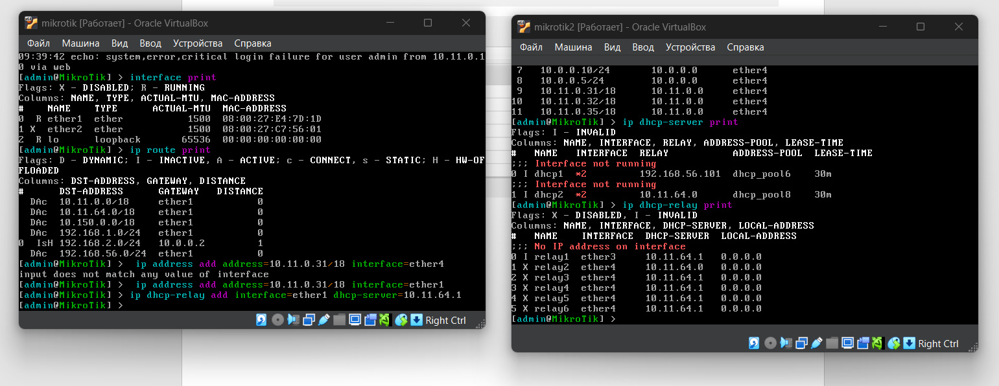 mikrotik [Работает] - Oracle VirtualBox
Файл Машина Вид Ввод Устройства Справка
09:39:42 echo: system,error,critical login failure for user admin from 10.11.0.1
0 via web
[admin@MikroTik] > interface print
Flags: X - DISABLED; R - RUNNING
Columns: NAME, TYPE, ACTUAL-MTU, MAC-ADDRESS
#    NAME    TYPE      ACTUAL-MTU  MAC-ADDRESS
0  R ether1  ether           1500  08:00:27:E4:7D:1D
1 X  ether2  ether           1500  08:00:27:C7:56:01
2  R lo      loopback       65536  00:00:00:00:00:00
[admin@MikroTik] > ip route print
Flags: D - DYNAMIC; I - INACTIVE, A - ACTIVE; c - CONNECT, s - STATIC; H - HW-OF
FLOADED
Columns: DST-ADDRESS, GATEWAY, DISTANCE
#      DST-ADDRESS      GATEWAY   DISTANCE
  DAc  10.11.0.0/18     ether1           0
  DAc  10.11.64.0/18    ether1           0
  DAc  10.150.0.0/18    ether1           0
  DAc  192.168.1.0/24   ether1           0
0  IsH 192.168.2.0/24   10.0.0.2         1
  DAc  192.168.56.0/24  ether1           0
[admin@MikroTik] >  ip address add address=10.11.0.31/18 interface=ether4
input does not match any value of interface
[admin@MikroTik] >  ip address add address=10.11.0.31/18 interface=ether1
[admin@MikroTik] > ip dhcp-relay add interface=ether1 dhcp-server=10.11.64.1
[admin@MikroTik] >
Right Ctrl
mikrotik2 [Работает] - Oracle VirtualBox
Файл Машина Вид Ввод Устройства Справка
 7   10.0.0.10/24       10.0.0.0      ether4
 8   10.0.0.5/24        10.0.0.0      ether4
 9   10.11.0.31/18      10.11.0.0     ether4
10   10.11.0.32/18      10.11.0.0     ether4
11   10.11.0.35/18      10.11.0.0     ether4
[admin@MikroTik] > ip dhcp-server print
Flags: I - INVALID
Columns: NAME, INTERFACE, RELAY, ADDRESS-POOL, LEASE-TIME
#   NAME   INTERFACE  RELAY           ADDRESS-POOL  LEASE-TIME
;;; Interface not running
0 I dhcp1  *2         192.168.56.101  dhcp_pool6    30m
;;; Interface not running
1 I dhcp2  *2         10.11.64.0      dhcp_pool8    30m
[admin@MikroTik] > ip dhcp-relay print
Flags: X - DISABLED, I - INVALID
Columns: NAME, INTERFACE, DHCP-SERVER, LOCAL-ADDRESS
#   NAME    INTERFACE  DHCP-SERVER  LOCAL-ADDRESS
;;; No IP address on interface
0 I relay1  ether3     10.11.64.1   0.0.0.0
1 X relay2  ether4     10.11.64.0   0.0.0.0
2 X relay3  ether4     10.11.64.1   0.0.0.0
3 X relay4  ether4     10.11.64.1   0.0.0.0
4 X relay5  ether4     10.11.64.1   0.0.0.0
5 X relay6  ether4     10.11.64.1   0.0.0.0
[admin@MikroTik] >
Right Ctrl